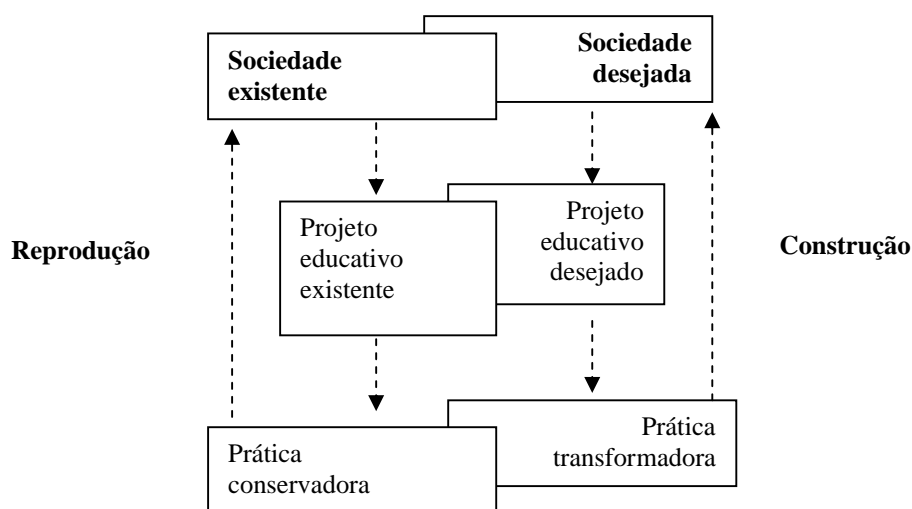 Sociedade
existente
Sociedade
desejada
Reprodução
Projeto
educativo
existente
Projeto
educativo
desejado
Construção
Prática
conservadora
Prática
transformadora